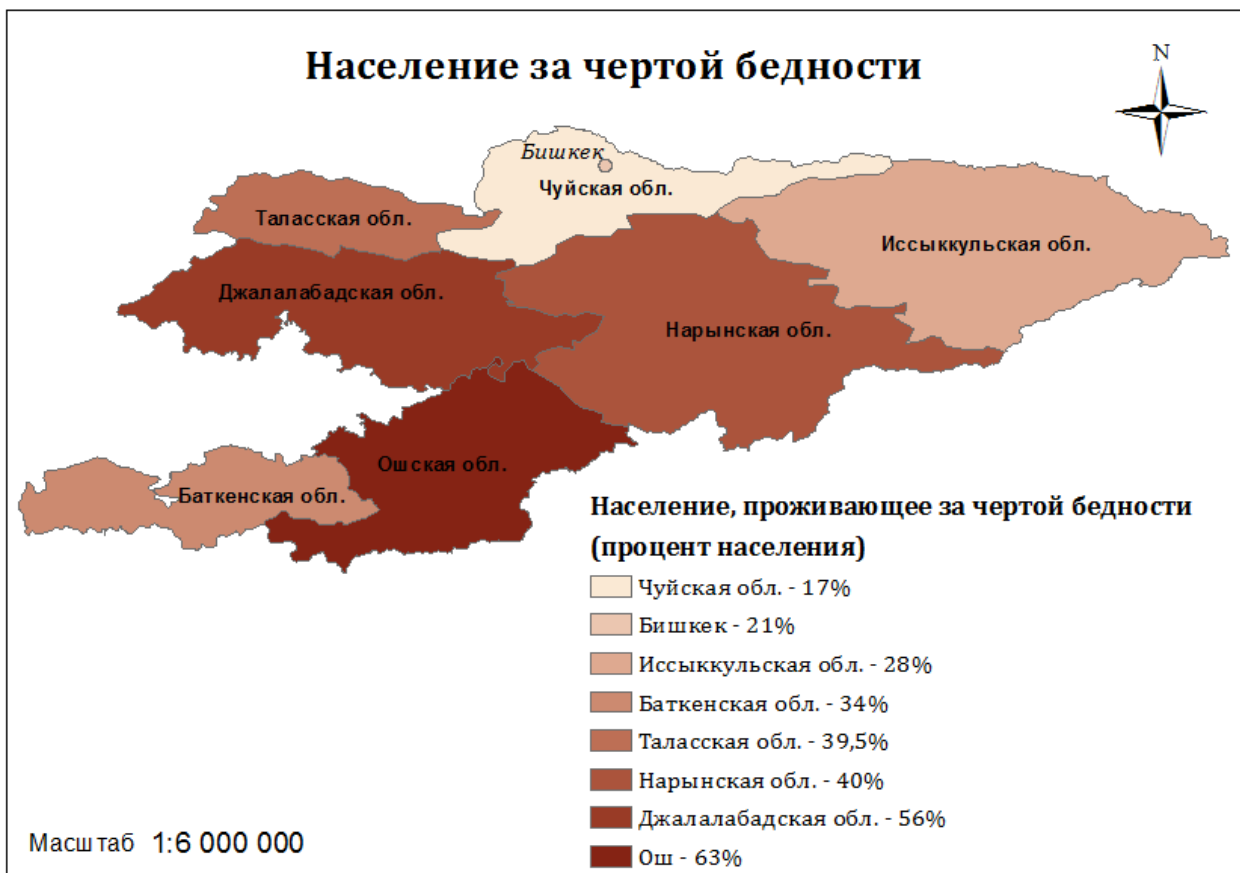 Население за чертой бедности
N
Бишкек
Чуйская обл.
Таласская обл.
Иссыккульская обл.
Джалалабадская обл.
Нарынская обл.
Ошская обл.
Баткенская обл.
Население, проживающее за чертой бедности
(процент населения)
Чуйская обл. - 17%
Бишкек - 21%
Иссыккульская обл. - 28%
Баткенская обл. - 34%
Таласская обл. - 39,5%
Нарынская обл. - 40%
Джалалабадская обл. - 56%
Ош - 63%
Масштаб 1:6 000 000